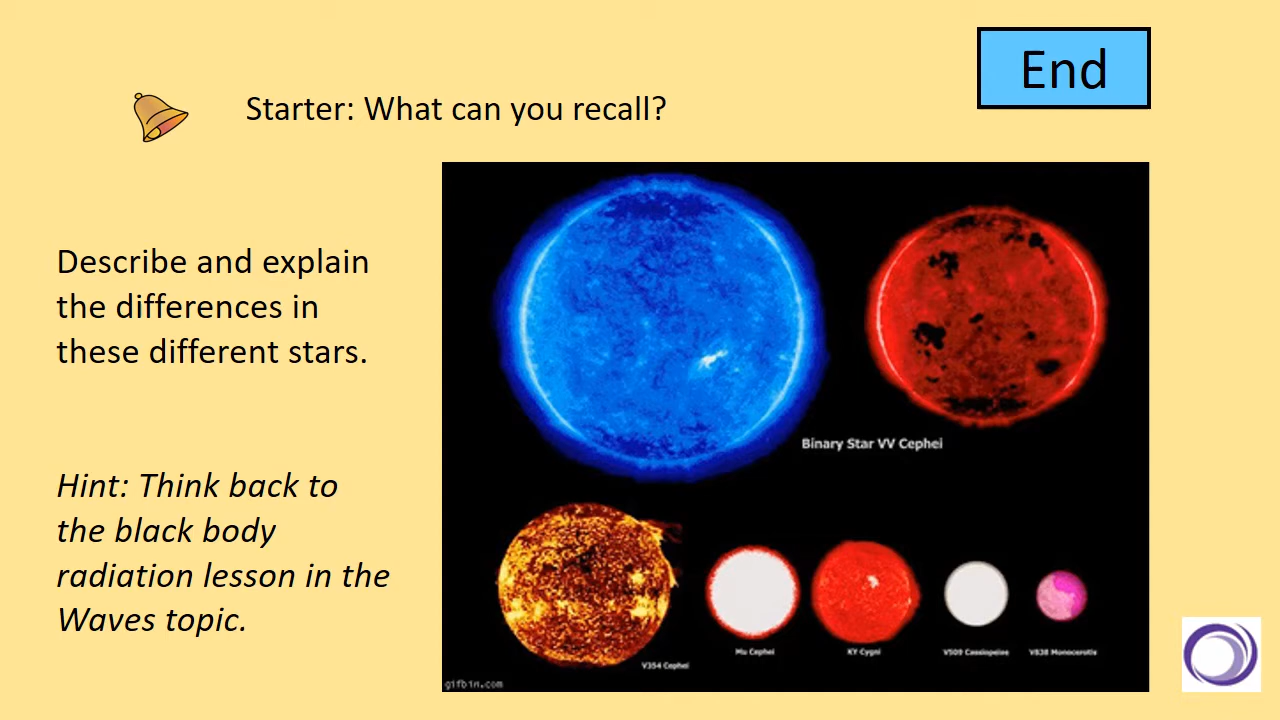 End
Starter: What can you recall?
Describe and explain
the differences in
these different stars.
Hint: Think back to
the black body
radiation lesson in the
Waves topic.
Binary Star VV Cephei
V354 Cephei
Mu Cephei
KY Cygni
V509 Cassiopeiae
V838 Monocerotis
gifbin.com